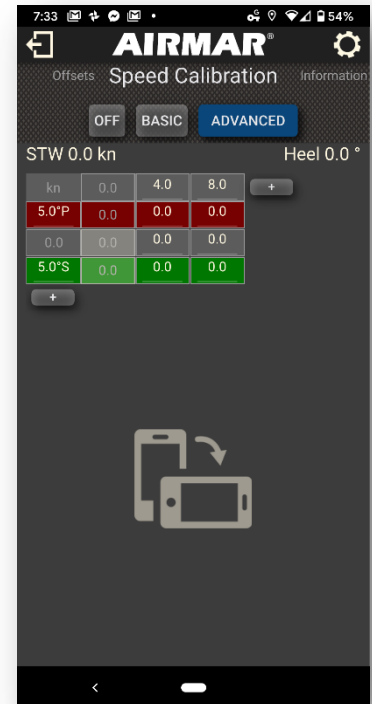 7:33 54%
AIRMAR®
Offsets Speed Calibration Information
OFF BASIC ADVANCED
STW 0.0 kn Heel 0.0 °
kn 0.0 4.0 8.0 +
5.0°P 0.0 0.0 0.0
0.0 0.0 0.0 0.0
5.0°S 0.0 0.0 0.0
+